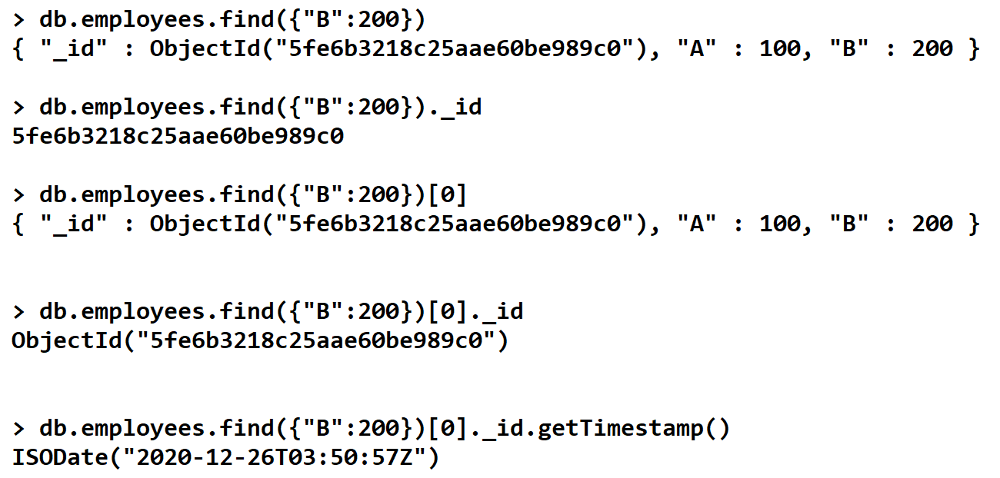 > db.employees.find({"B":200})
{ "_id" : ObjectId("5fe6b3218c25aae60be989c0"), "A" : 100, "B" : 200 }
> db.employees.find({"B":200})._id
5fe6b3218c25aae60be989c0
> db.employees.find({"B":200})[0]
{ "_id" : ObjectId("5fe6b3218c25aae60be989c0"), "A" : 100, "B" : 200 }
> db.employees.find({"B":200})[0]._id
ObjectId("5fe6b3218c25aae60be989c0")
> db.employees.find({"B":200})[0]._id.getTimestamp()
ISODate("2020-12-26T03:50:57Z")